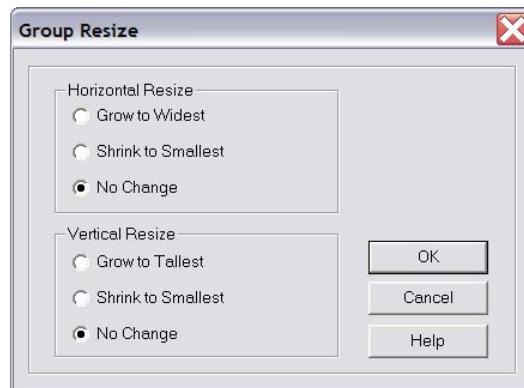 Group Resize
Horizontal Resize
Grow to Widest
Shrink to Smallest
No Change
Vertical Resize
Grow to Tallest
Shrink to Smallest
No Change
OK
Cancel
Help